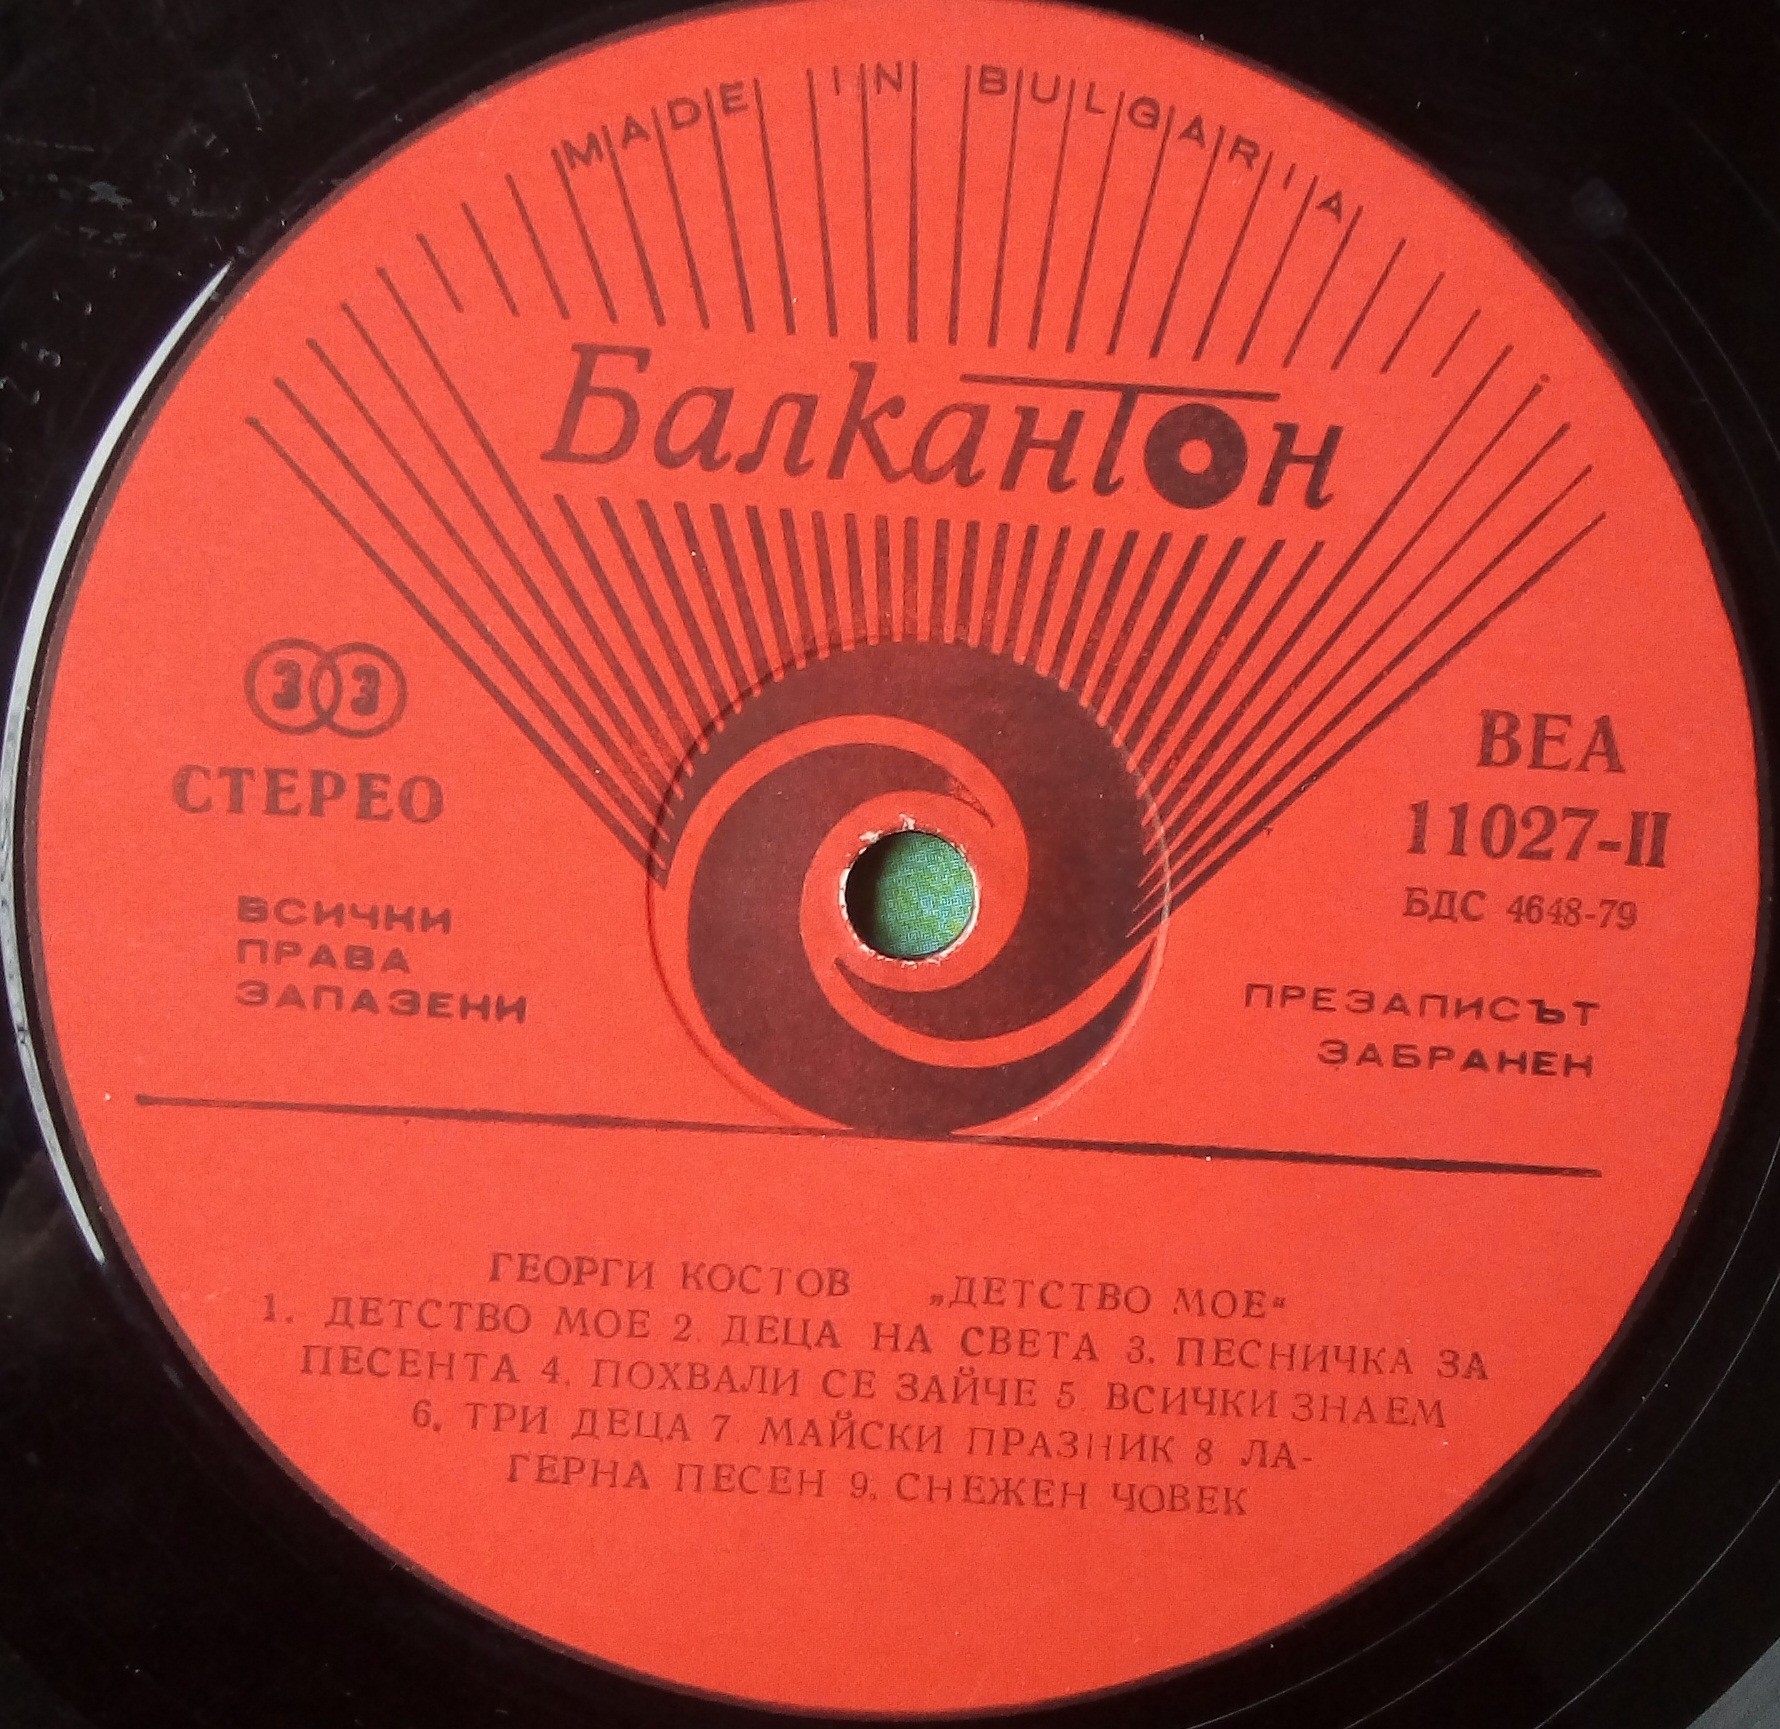 MADE IN BULGARIA
Балкантон
33
СТЕРЕО
ВСИЧКИ
ПРАВА
ЗАПАЗЕНИ
ВЕА
11027-II
БДС 4648-79
ПРЕЗАПИСЪТ
ЗАБРАНЕН
ГЕОРГИ КОСТОВ „ДЕТСТВО МОЕ“
1. ДЕТСТВО МОЕ 2. ДЕЦА НА СВЕТА 3. ПЕСНИЧКА ЗА
ПЕСЕНТА 4. ПОХВАЛИ СЕ ЗАЙЧЕ 5. ВСИЧКИ ЗНАЕМ
6. ТРИ ДЕЦА 7. МАЙСКИ ПРАЗНИК 8 ЛА-
ГЕРНА ПЕСЕН 9. СНЕЖЕН ЧОВЕК